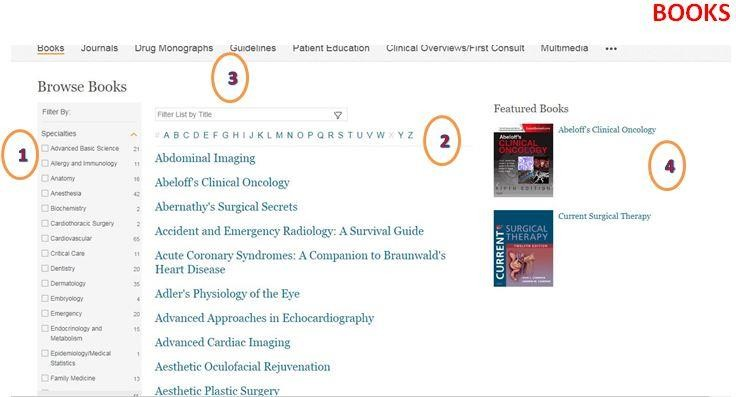 BOOKS
Books Journals Drug Monographs Guidelines Patient Education Clinical Overviews/First Consult Multimedia •••
3
Browse Books
Filter By:
Specialties
1
Advanced Basic Science 21
Allergy and Immunology 11
Anatomy 16
Anesthesia 42
Biochemistry 2
Cardiothoracic Surgery 2
Cardiovascular 65
Critical Care 11
Dentistry 20
Dermatology 35
Embryology 4
Emergency 20
Endocrinology and 15
Metabolism
Epidemiology/Medical 6
Statistics
Family Medicine 13
Filter List by Title
# A B C D E F G H I J K L M N O P Q R S T U V W X Y Z
2
Abdominal Imaging
Abeloff's Clinical Oncology
Abernathy's Surgical Secrets
Accident and Emergency Radiology: A Survival Guide
Acute Coronary Syndromes: A Companion to Braunwald's
Heart Disease
Adler's Physiology of the Eye
Advanced Approaches in Echocardiography
Advanced Cardiac Imaging
Aesthetic Oculofacial Rejuvenation
Aesthetic Plastic Surgery
Featured Books
Abeloff's
CLINICAL
ONCOLOGY
FIFTH EDITION
Abeloff's Clinical Oncology
4
CURRENT
SURGICAL
THERAPY
TWELFTH EDITION
Current Surgical Therapy